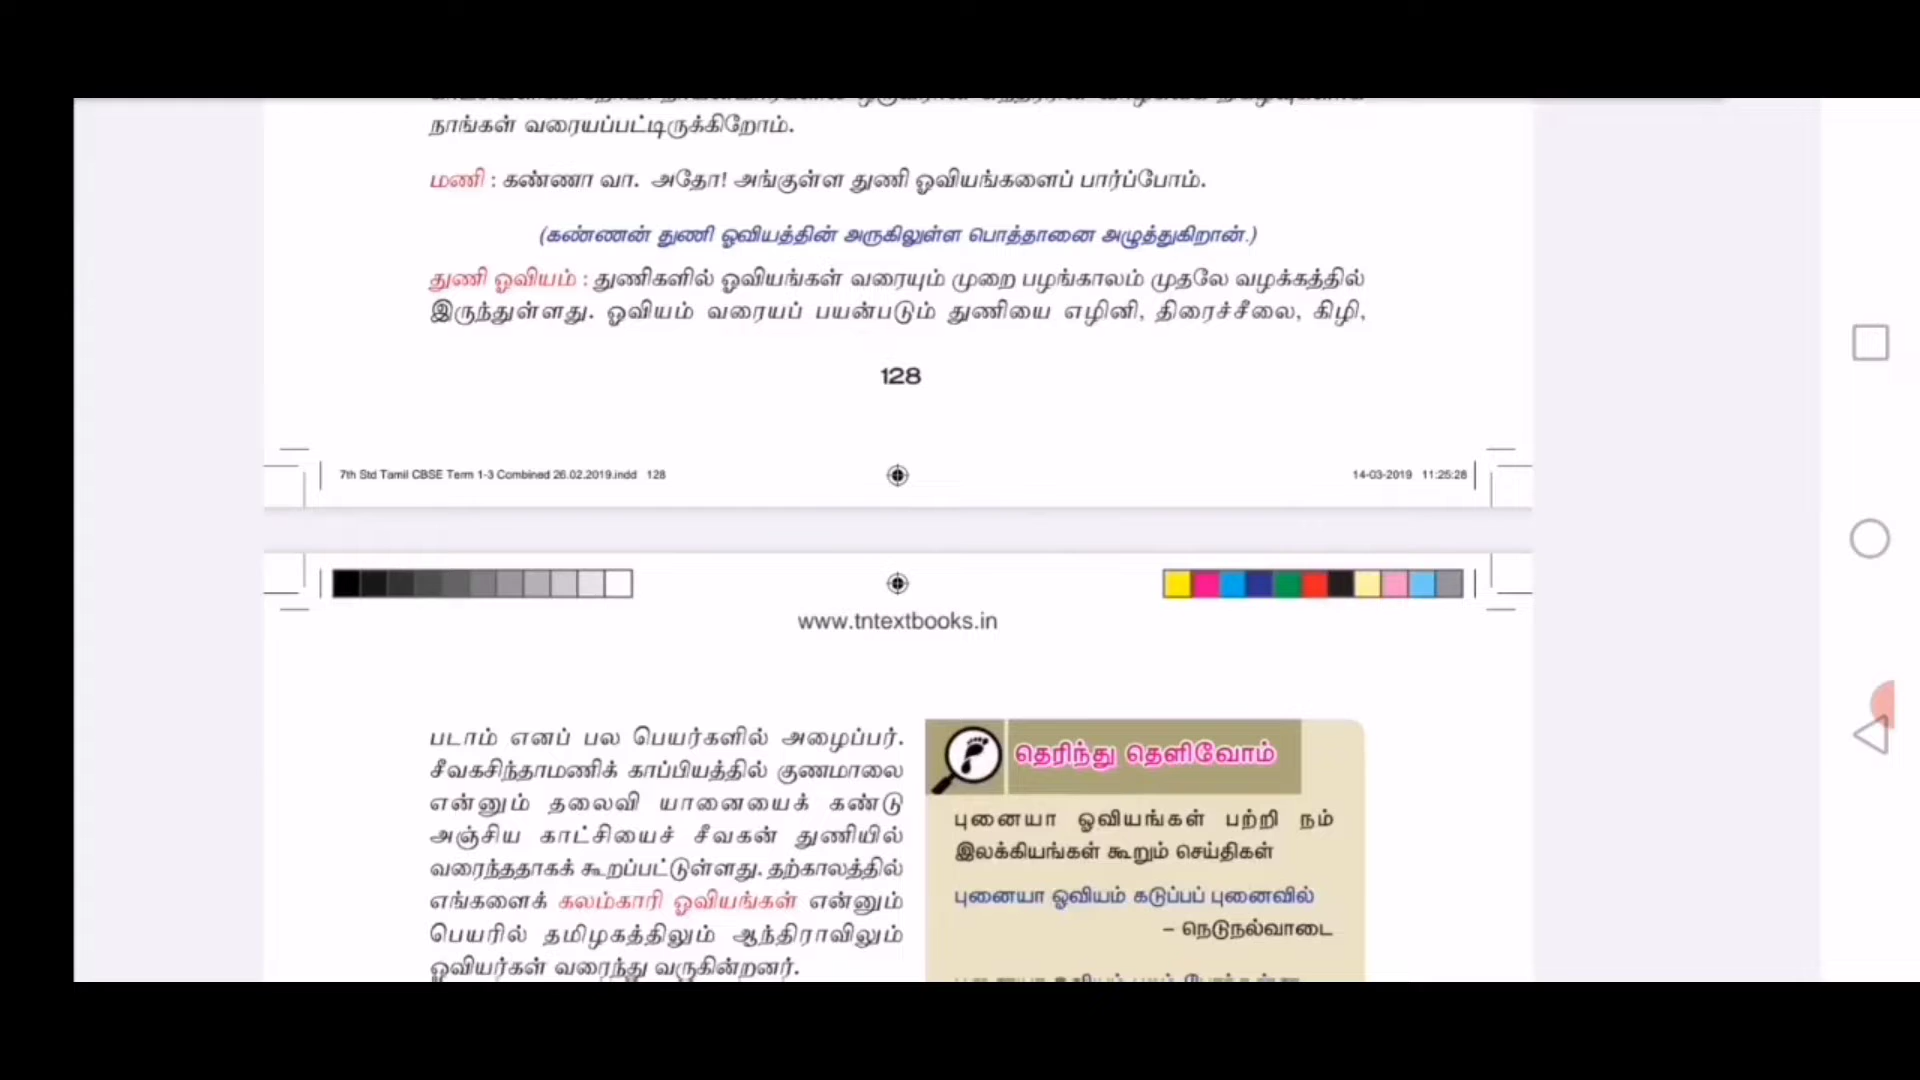 நாங்கள் வரையப்பட்டிருக்கிறோம்.
மணி : கண்ணா வா. அதோ! அங்குள்ள துணி ஓவியங்களைப் பார்ப்போம்.
(கண்ணன் துணி ஓவியத்தின் அருகிலுள்ள பொத்தானை அழுத்துகிறான்.)
துணி ஓவியம் : துணிகளில் ஓவியங்கள் வரையும் முறை பழங்காலம் முதலே வழக்கத்தில்
இருந்துள்ளது. ஓவியம் வரையப் பயன்படும் துணியை எழினி, திரைச்சீலை, கிழி,
128
7th Std Tamil CBSE Term 1-3 Combined 26.02.2019.indd 128
14-03-2019 11:25:28
www.tntextbooks.in
படாம் எனப் பல பெயர்களில் அழைப்பர்.
சீவகசிந்தாமணிக் காப்பியத்தில் குணமாலை
என்னும் தலைவி யானையைக் கண்டு
அஞ்சிய காட்சியைச் சீவகன் துணியில்
வரைந்ததாகக் கூறப்பட்டுள்ளது. தற்காலத்தில்
எங்களைக் கலம்காரி ஓவியங்கள் என்னும்
பெயரில் தமிழகத்திலும் ஆந்திராவிலும்
ஓவியர்கள் வரைந்து வருகின்றனர்.
தெரிந்து தெளிவோம்
புனையா ஓவியங்கள் பற்றி நம்
இலக்கியங்கள் கூறும் செய்திகள்
புனையா ஓவியம் கடுப்பப் புனைவில்
– நெடுநல்வாடை